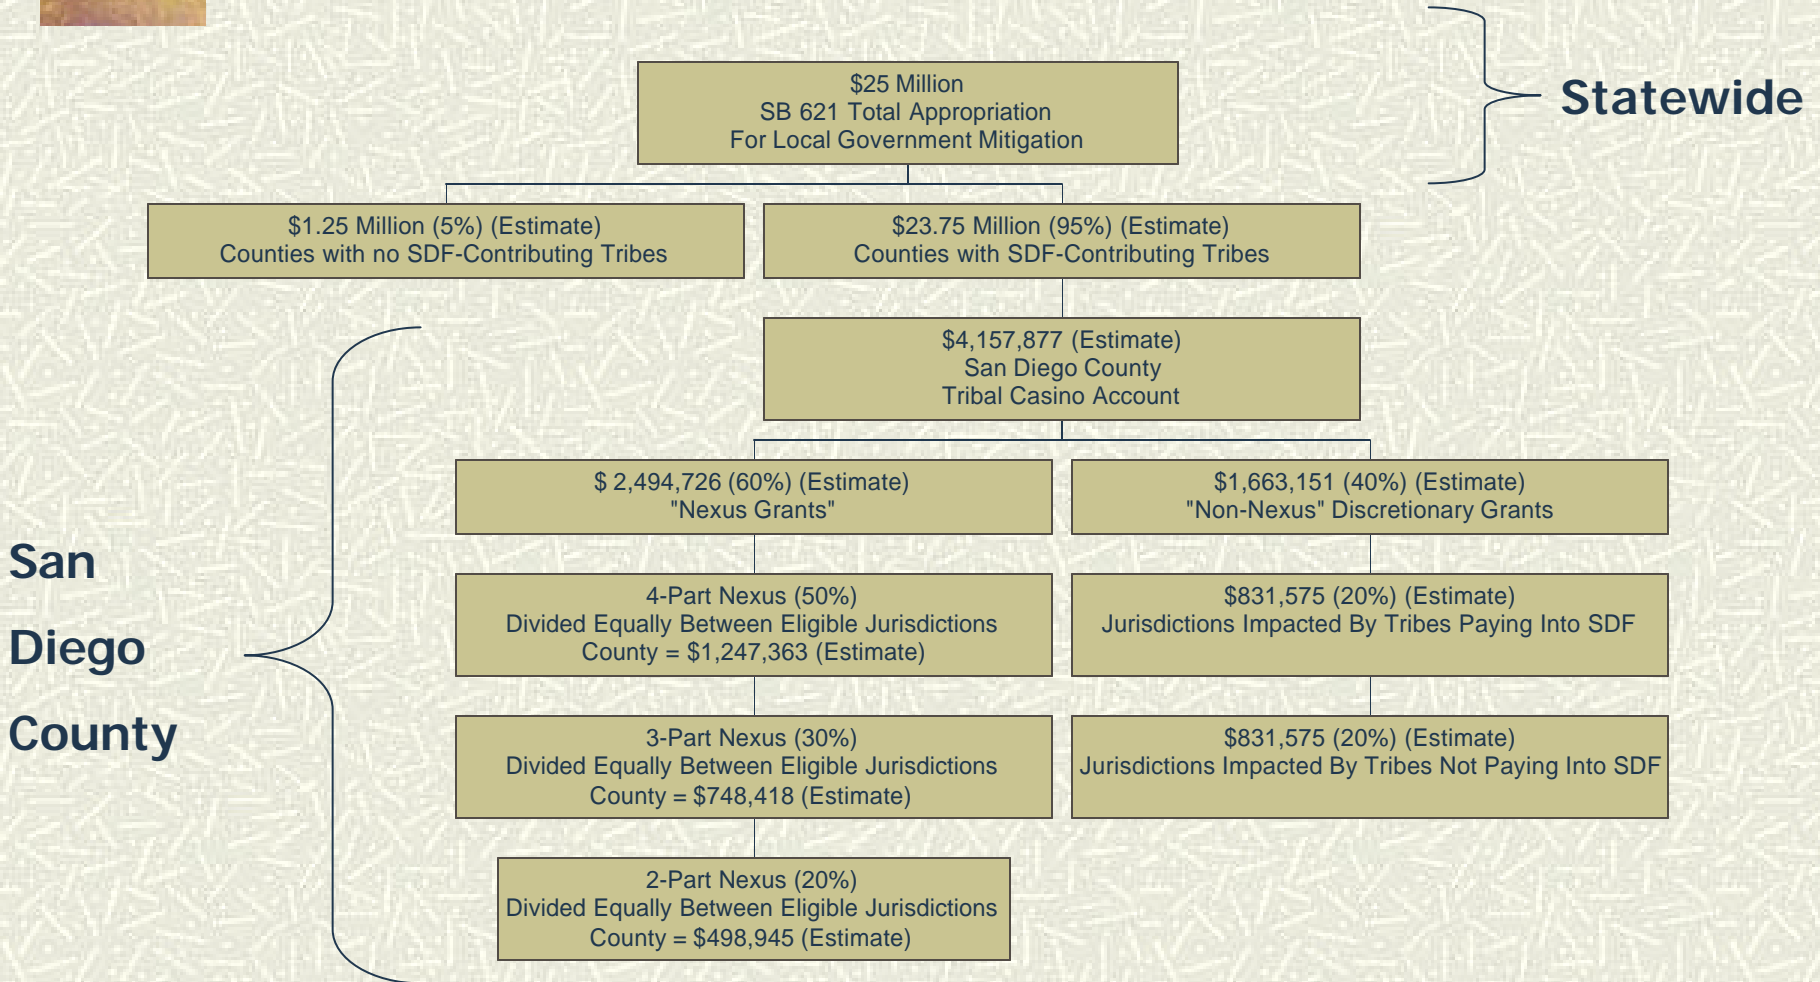 $25 Million
SB 621 Total Appropriation
For Local Government Mitigation
Statewide
$1.25 Million (5%) (Estimate)
Counties with no SDF-Contributing Tribes
$23.75 Million (95%) (Estimate)
Counties with SDF-Contributing Tribes
$4,157,877 (Estimate)
San Diego County
Tribal Casino Account
$ 2,494,726 (60%) (Estimate)
"Nexus Grants"
$1,663,151 (40%) (Estimate)
"Non-Nexus" Discretionary Grants
San
Diego
County
4-Part Nexus (50%)
Divided Equally Between Eligible Jurisdictions
County = $1,247,363 (Estimate)
$831,575 (20%) (Estimate)
Jurisdictions Impacted By Tribes Paying Into SDF
3-Part Nexus (30%)
Divided Equally Between Eligible Jurisdictions
County = $748,418 (Estimate)
$831,575 (20%) (Estimate)
Jurisdictions Impacted By Tribes Not Paying Into SDF
2-Part Nexus (20%)
Divided Equally Between Eligible Jurisdictions
County = $498,945 (Estimate)